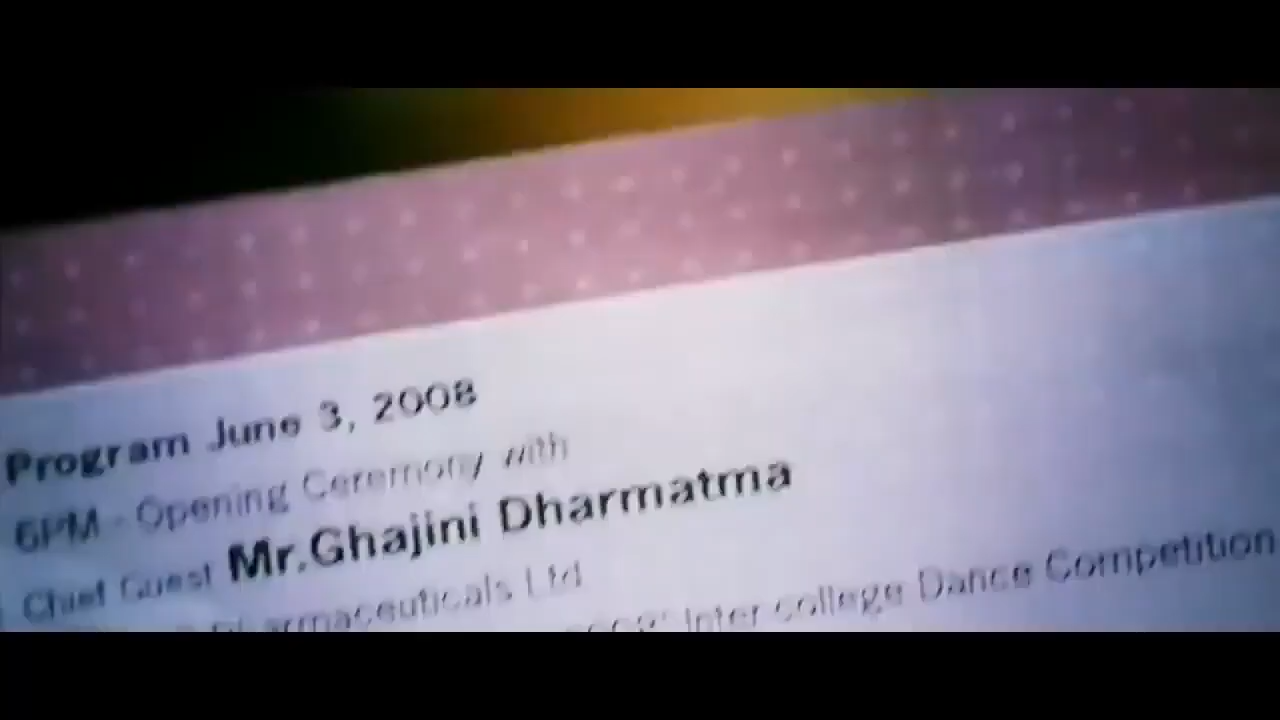 Program June 3, 2008
6PM - Opening Ceremony with
Chief Guest Mr.Ghajini Dharmatma
Pharmaceuticals Ltd
Inter college Dance Competition